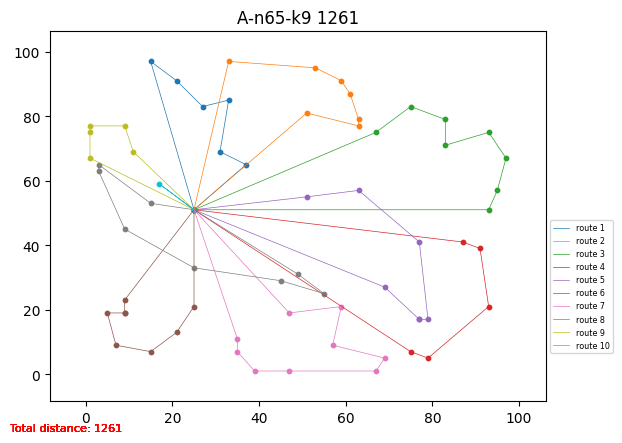 A-n65-k9 1261
100
80
60
40
20
0
0 20 40 60 80 100
route 1
route 2
route 3
route 4
route 5
route 6
route 7
route 8
route 9
route 10
Total distance: 1261